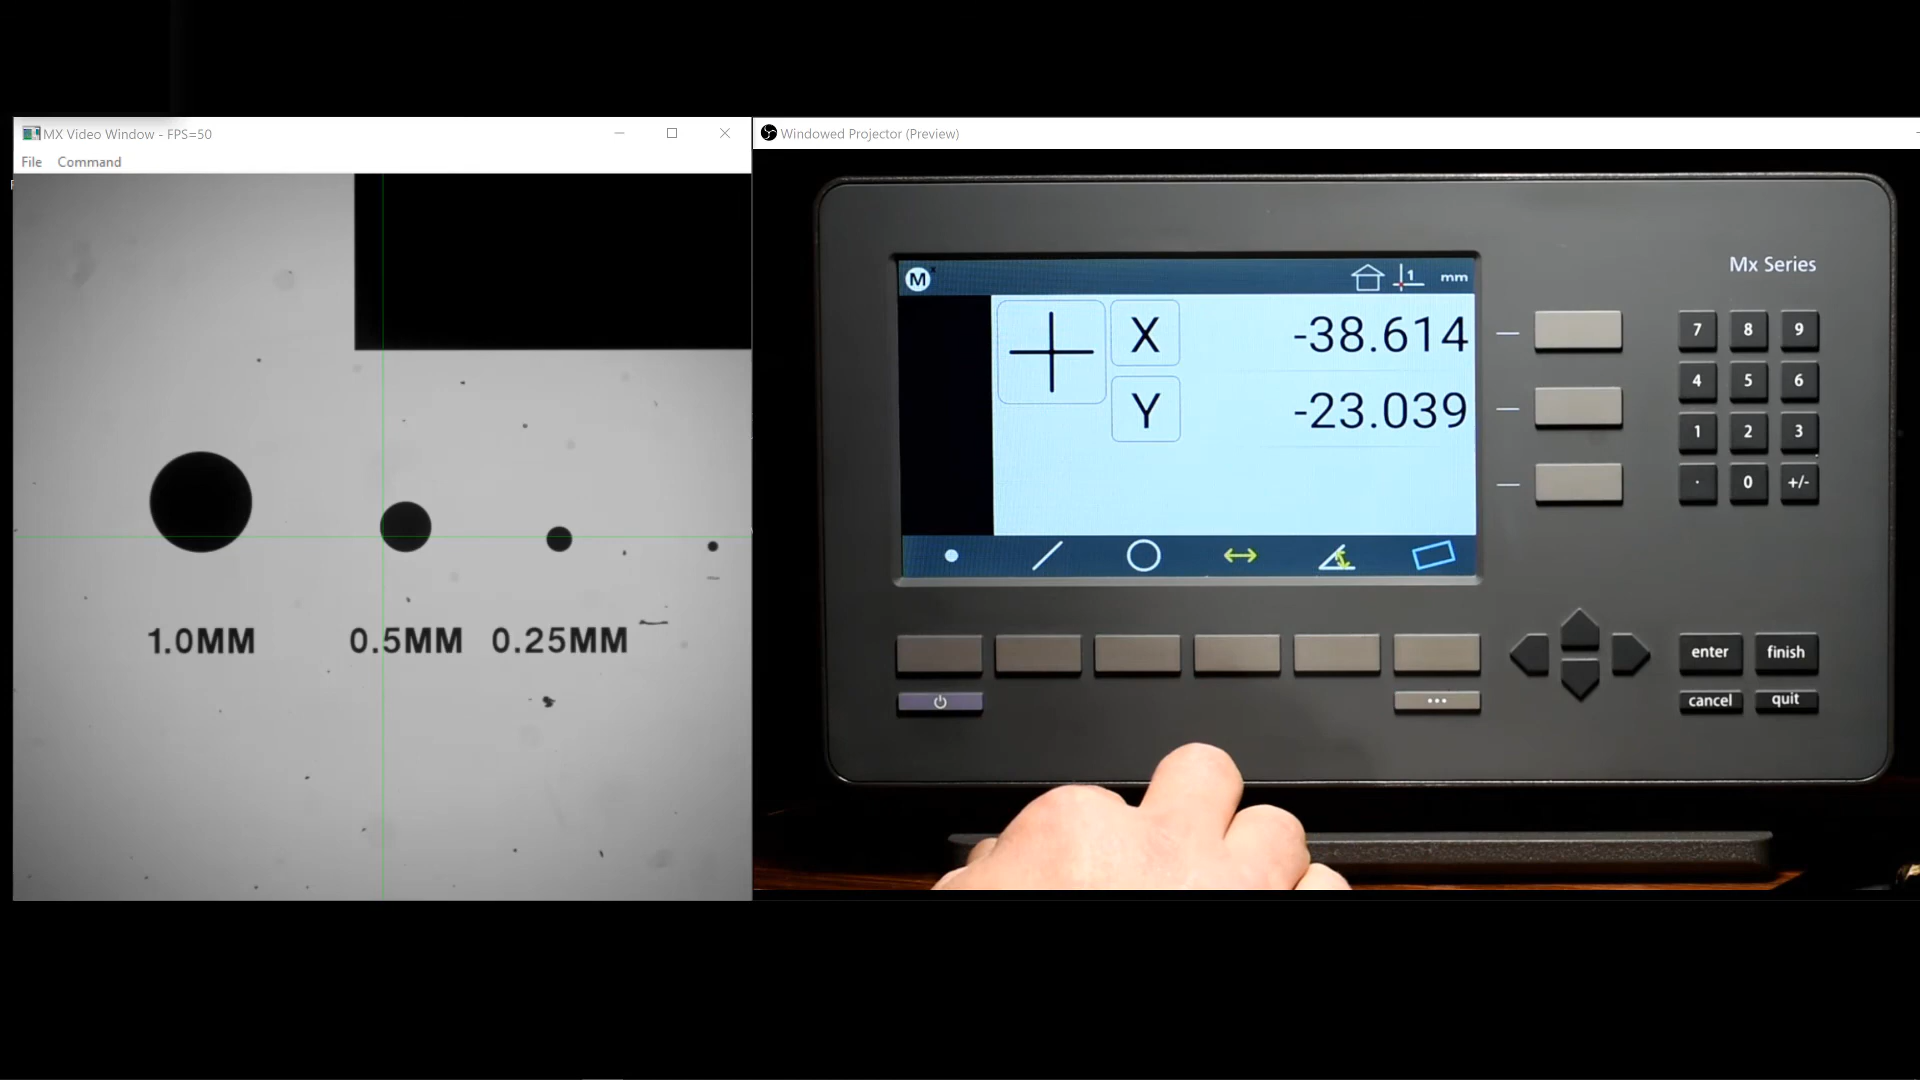 MX Video Window - FPS=50
File Command
1.0MM 0.5MM 0.25MM
Windowed Projector (Preview)
Mx Series
M
1 mm
X -38.614
Y -23.039
7 8 9
4 5 6
1 2 3
. 0 +/-
enter finish
cancel quit
...